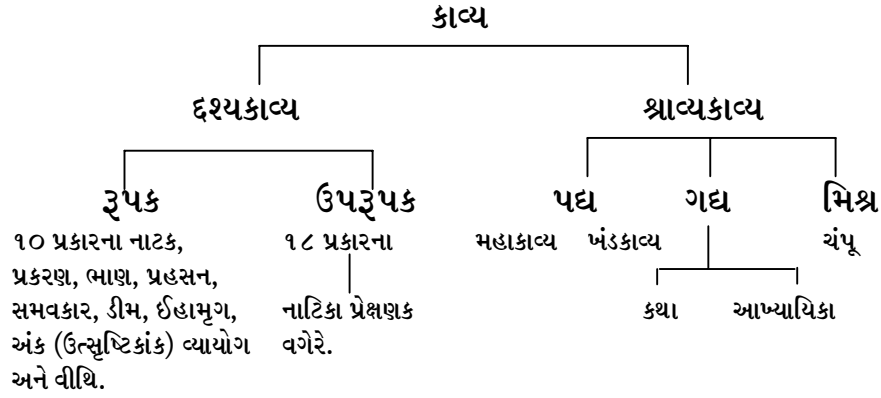 કાવ્ય
દૃશ્યકાવ્ય શ્રાવ્યકાવ્ય
રૂપક ઉપરૂપક પદ્ય ગદ્ય મિશ્ર
૧૦ પ્રકારના નાટક, ૧૮ પ્રકારના મહાકાવ્ય ખંડકાવ્ય ચંપૂ
પ્રકરણ, ભાણ, પ્રહસન,
સમવકાર, ડીમ, ઈહામૃગ, નાટિકા પ્રેક્ષણક કથા આખ્યાયિકા
અંક (ઉત્સૃષ્ટિકાંક) વ્યાયોગ વગેરે.
અને વીથિ.